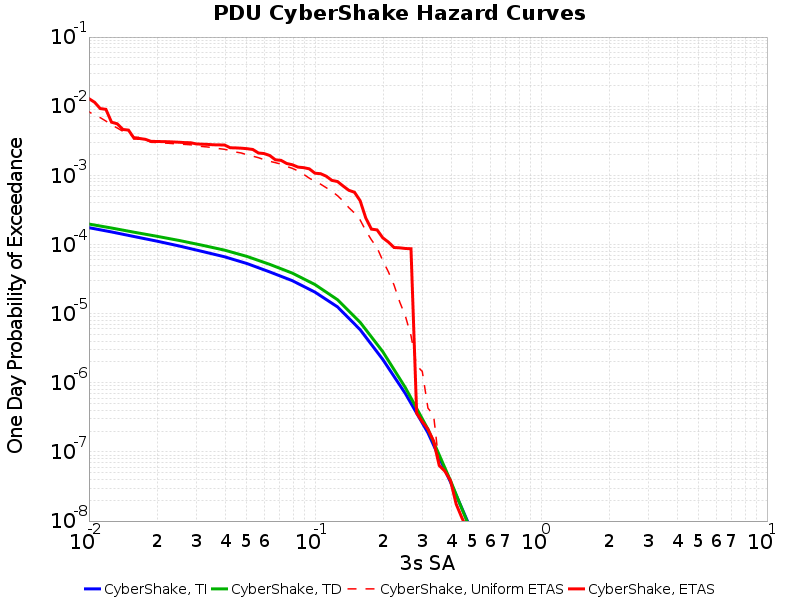 PDU CyberShake Hazard Curves
One Day Probability of Exceedance
10^-1
10^-2
10^-3
10^-4
10^-5
10^-6
10^-7
10^-8
10^-2 2 3 4 5 6 10^-1 2 3 4 5 6 7 10^0 2 3 4 5 6 7 10^1
3s SA
CyberShake, TI CyberShake, TD CyberShake, Uniform ETAS CyberShake, ETAS